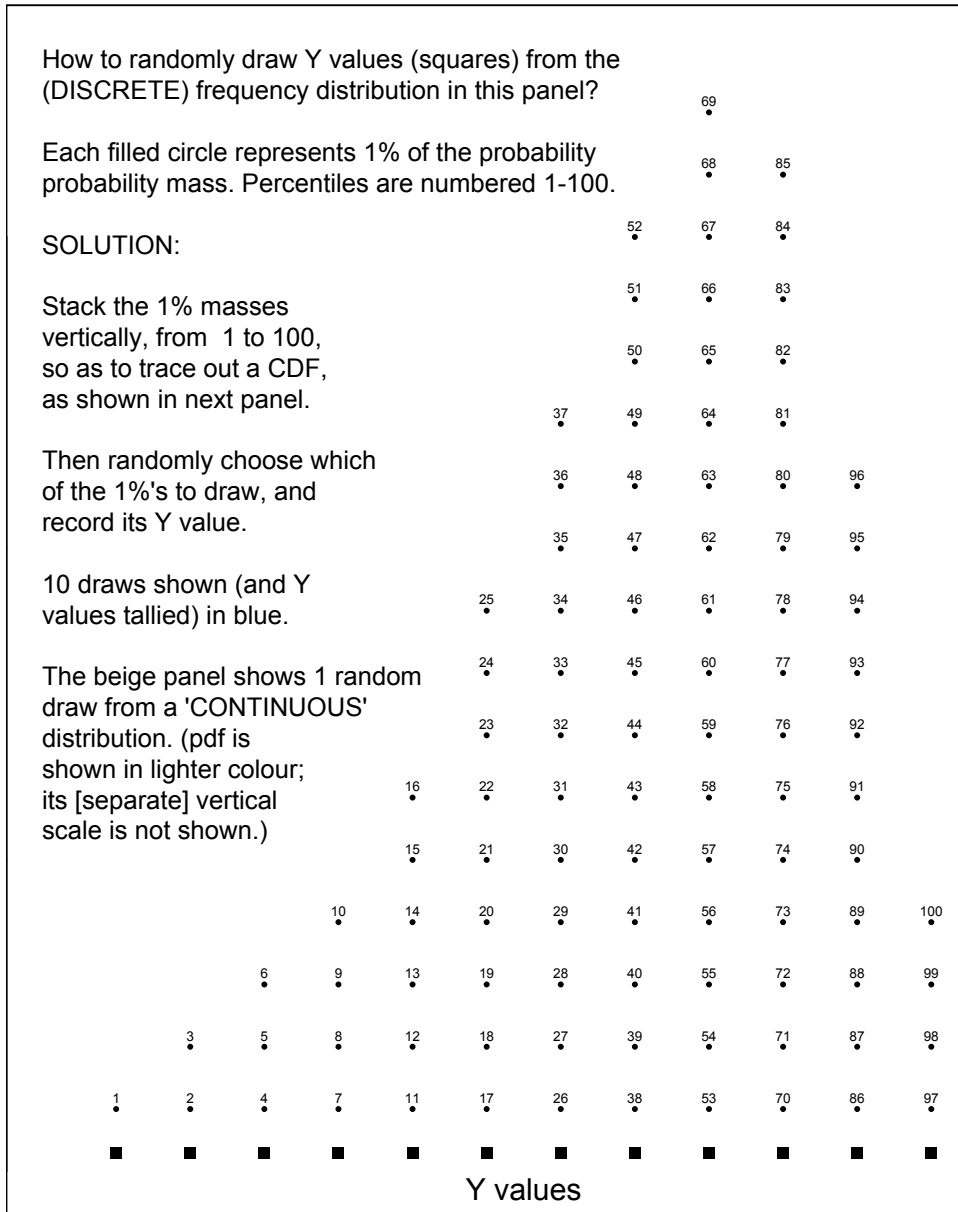 How to randomly draw Y values (squares) from the
(DISCRETE) frequency distribution in this panel?
69
Each filled circle represents 1% of the probability
probability mass. Percentiles are numbered 1-100.
68 85
52 67 84
SOLUTION:
51 66 83
Stack the 1% masses
vertically, from 1 to 100,
so as to trace out a CDF,
as shown in next panel.
50 65 82
37 49 64 81
Then randomly choose which
of the 1%'s to draw, and
record its Y value.
36 48 63 80 96
35 47 62 79 95
10 draws shown (and Y
values tallied) in blue.
25 34 46 61 78 94
24 33 45 60 77 93
The beige panel shows 1 random
draw from a 'CONTINUOUS'
distribution. (pdf is
shown in lighter colour;
its [separate] vertical
scale is not shown.)
23 32 44 59 76 92
16 22 31 43 58 75 91
15 21 30 42 57 74 90
10 14 20 29 41 56 73 89 100
6 9 13 19 28 40 55 72 88 99
3 5 8 12 18 27 39 54 71 87 98
1 2 4 7 11 17 26 38 53 70 86 97
Y values